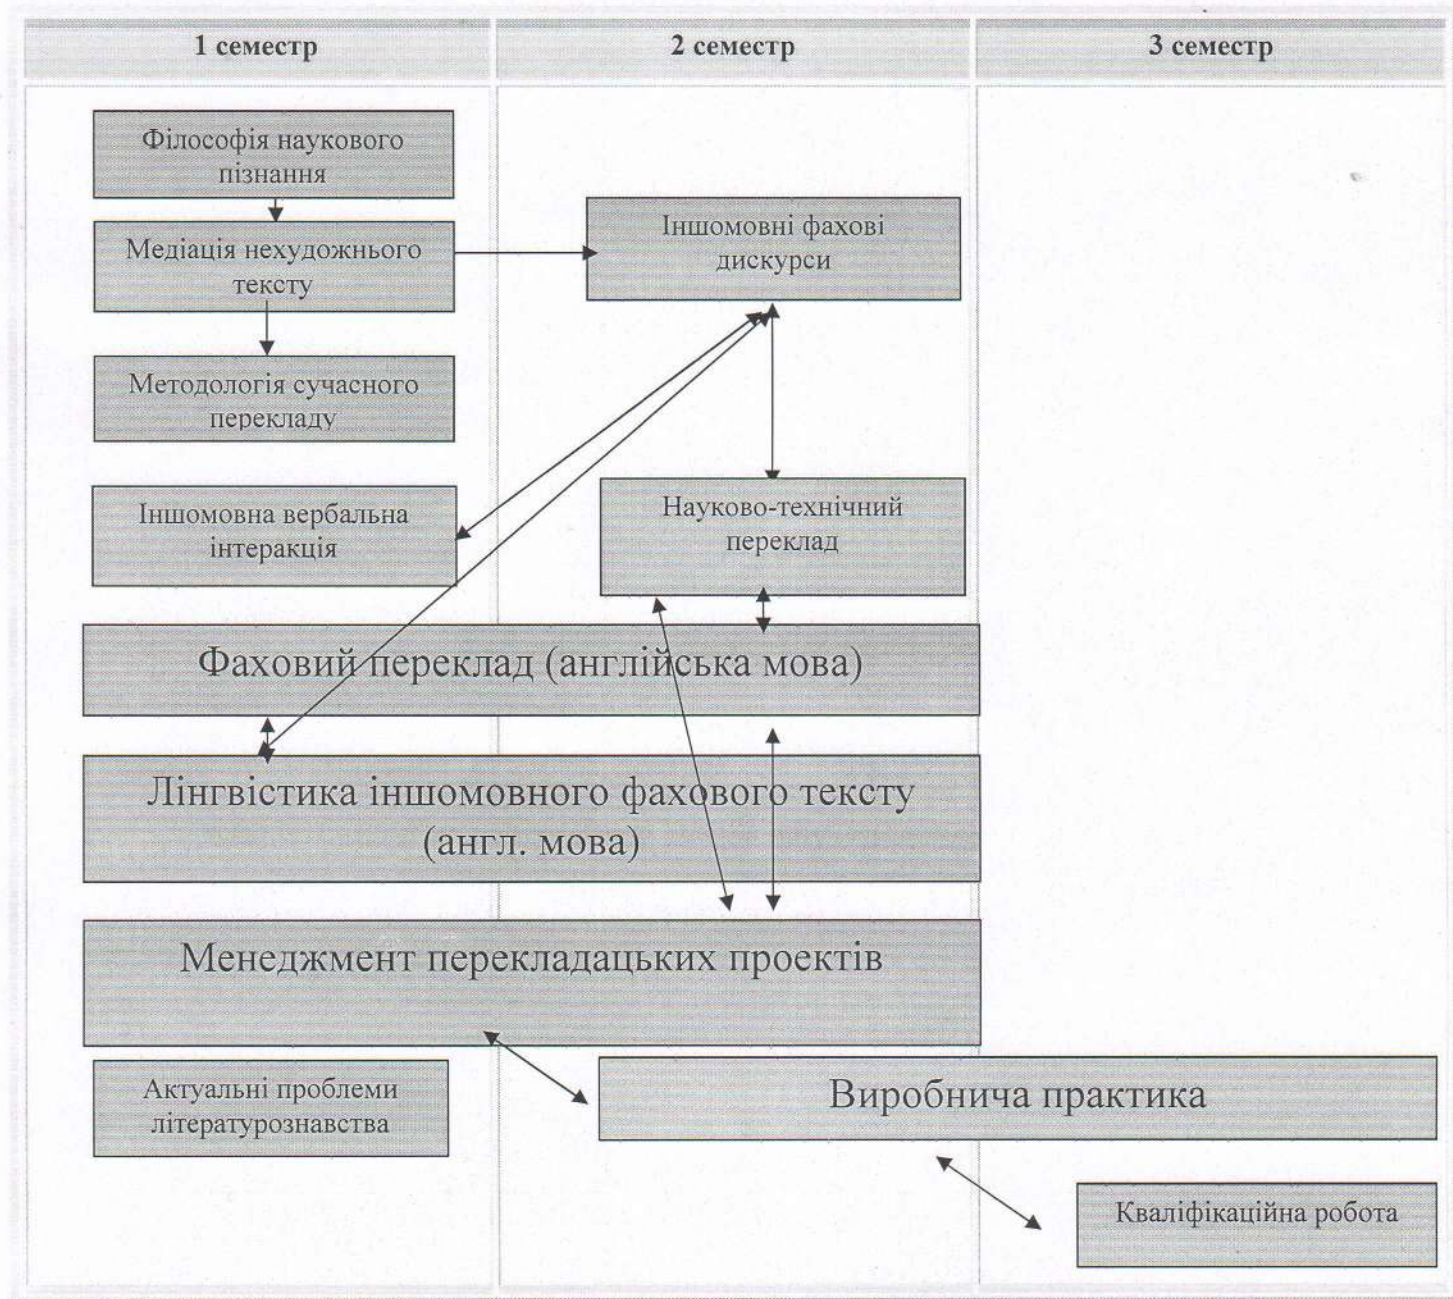 1 семестр
2 семестр
3 семестр
Філософія наукового
пізнання
Медіація нехудожнього
тексту
Іншомовні фахові
дискурси
Методологія сучасного
перекладу
Іншомовна вербальна
інтеракція
Науково-технічний
переклад
Фаховий переклад (англійська мова)
Лінгвістика іншомовного фахового тексту
(англ. мова)
Менеджмент перекладацьких проектів
Актуальні проблеми
літературознавства
Виробнича практика
Кваліфікаційна робота